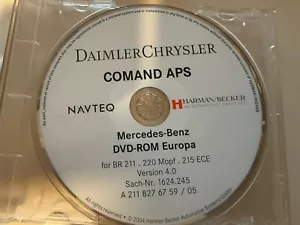 DAIMLERCHRYSLER
COMAND APS
NAVTEQ
HARMAN/BECKER
Mercedes-Benz
DVD-ROM Europa
for BR 211 . 220 Mopf . 215 ECE
Version 4.0
Sach-Nr. 1624.245
A 211 827 67 59 / 05
© 2004 Harman Becker Automotive Systems GmbH